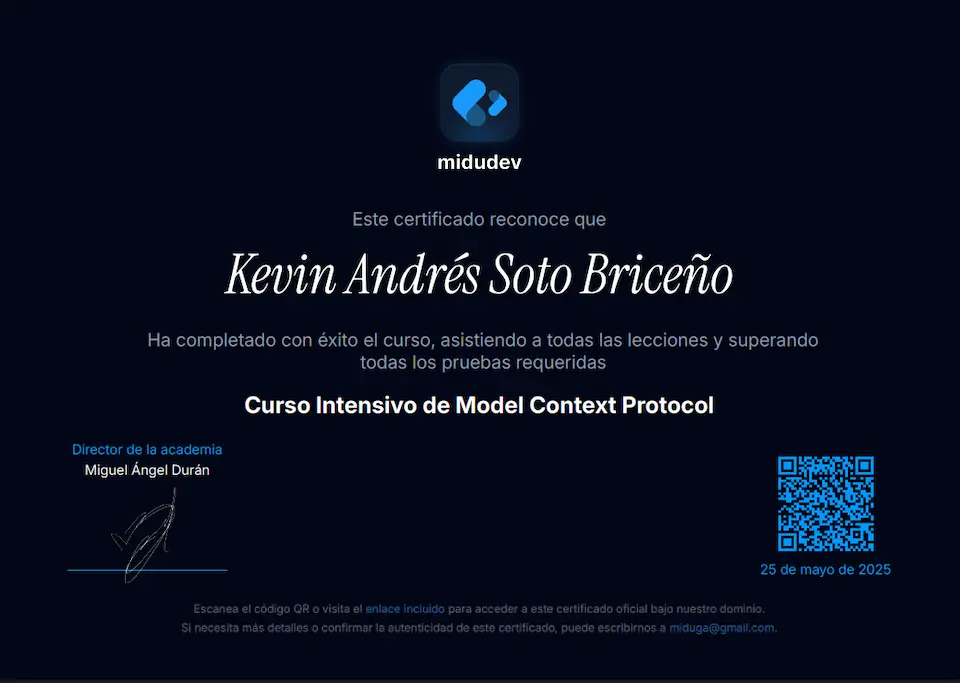 midudev
Este certificado reconoce que
Kevin Andrés Soto Briceño
Ha completado con éxito el curso, asistiendo a todas las lecciones y superando
todas los pruebas requeridas
Curso Intensivo de Model Context Protocol
Director de la academia
Miguel Ángel Durán
25 de mayo de 2025
Escanea el código QR o visita el enlace incluido para acceder a este certificado oficial bajo nuestro dominio.
Si necesita más detalles o confirmar la autenticidad de este certificado, puede escribirnos a miduga@gmail.com.